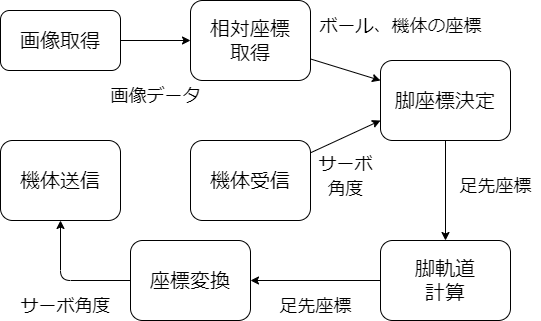 画像取得
相対座標
取得
ボール、機体の座標
画像データ
脚座標決定
機体送信
機体受信
サーボ
角度
足先座標
座標変換
脚軌道
計算
サーボ角度
足先座標